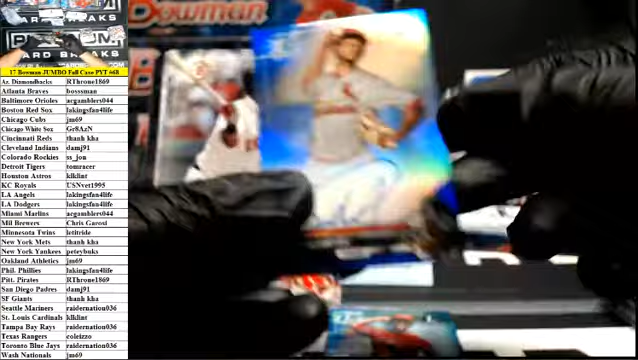 Bowman
CARD BREAKS
17 Bowman JUMBO Full Case PYT #68
Az. Diamondbacks RThrone1869
Atlanta Braves bosssman
Baltimore Orioles argamblers044
Boston Red Sox lakingsfan4life
Chicago Cubs jm69
Chicago White Sox Gr8AzN
Cincinnati Reds thanh kha
Cleveland Indians damj91
Colorado Rockies ss_jon
Detroit Tigers tomracer
Houston Astros klklint
KC Royals USNvet1995
LA Angels lakingsfan4life
LA Dodgers lakingsfan4life
Miami Marlins argamblers044
Mil Brewers Chris Garosi
Minnesota Twins letitride
New York Mets thanh kha
New York Yankees peteybuks
Oakland Athletics jm69
Phil. Phillies lakingsfan4life
Pitt. Pirates RThrone1869
San Diego Padres damj91
SF Giants thanh kha
Seattle Mariners raidernation036
St. Louis Cardinals klklint
Tampa Bay Rays raidernation036
Texas Rangers coleizzo
Toronto Blue Jays raidernation036
Wash Nationals jm69